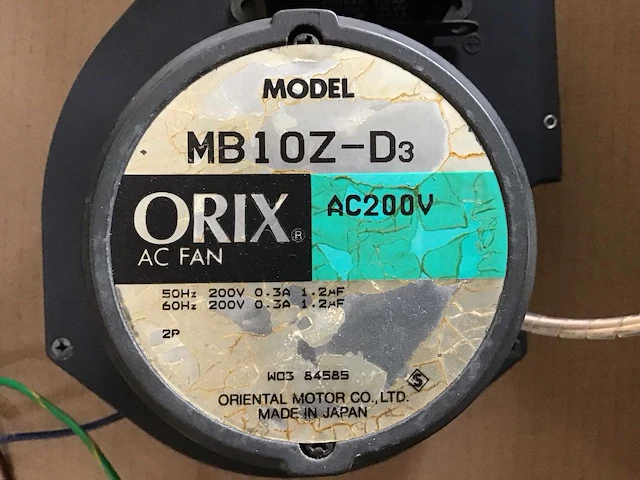 MODEL
MB10Z-D3
ORIX®
AC FAN
AC200V
50Hz 200V 0.3A 1.2μF
60Hz 200V 0.3A 1.2μF
2P
W03 84585
S
ORIENTAL MOTOR CO.,LTD.
MADE IN JAPAN